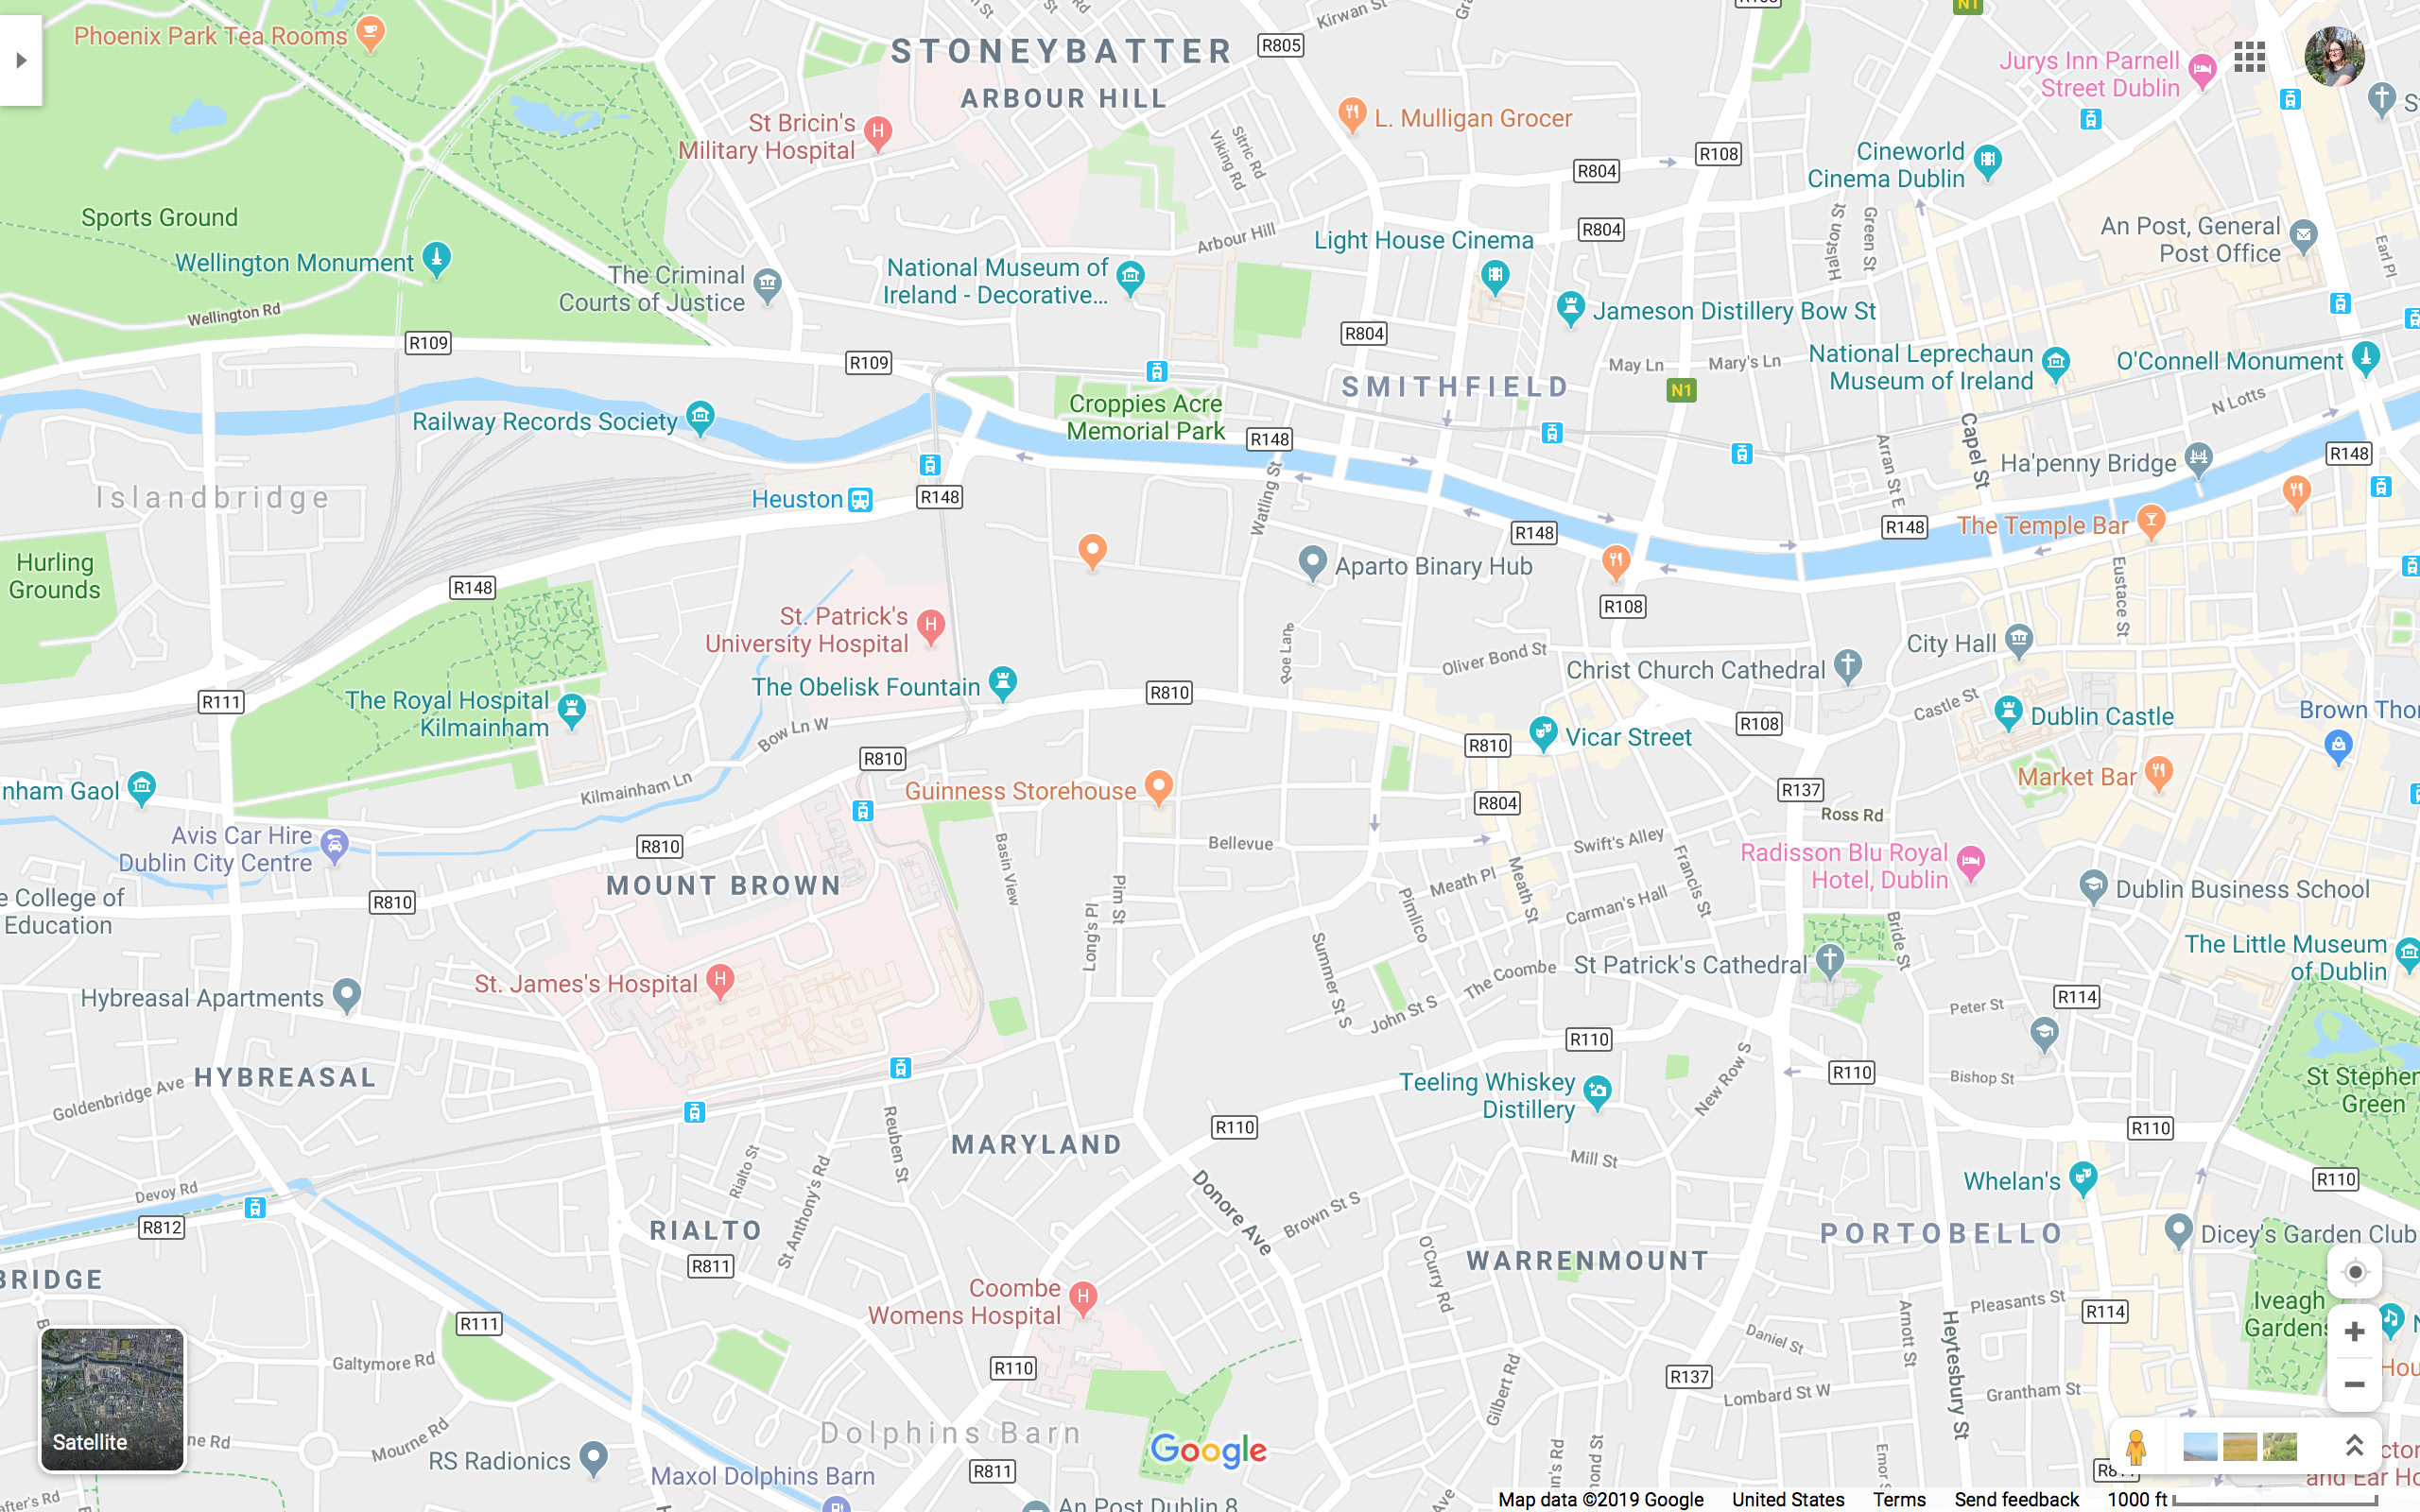 Kirwan St
Phoenix Park Tea Rooms
STONEYBATTER
R805
N1
ARBOUR HILL
Jurys Inn Parnell
Street Dublin
St Bricin's
Military Hospital
L. Mulligan Grocer
Sitric Rd
Viking Rd
R804
R108
Cineworld
Cinema Dublin
Sports Ground
Wellington Monument
Arbour Hill
Light House Cinema
R804
Halston St
Green St
An Post, General
Post Office
Earl Pl
The Criminal
Courts of Justice
National Museum of
Ireland - Decorative...
Wellington Rd
Jameson Distillery Bow St
R109
R109
R804
May Ln
Mary's Ln
National Leprechaun
Museum of Ireland
O'Connell Monument
SMITHFIELD
N1
Railway Records Society
Croppies Acre
Memorial Park
N Lotts
Capel St
R148
Arran St E
Ha'penny Bridge
R148
Islandbridge
Heuston
R148
Watling St
R148
R148
The Temple Bar
Hurling
Grounds
R148
Aparto Binary Hub
R108
Eustace St
St. Patrick's
University Hospital
Roe Lane
Oliver Bond St
Christ Church Cathedral
City Hall
The Royal Hospital
Kilmainham
The Obelisk Fountain
R810
R111
Bow Ln W
R810
R810
Vicar Street
R108
Castle St
Dublin Castle
Brown Thor
nham Gaol
Kilmainham Ln
Guinness Storehouse
R804
R137
Market Bar
Ross Rd
Avis Car Hire
Dublin City Centre
R810
Basin View
Bellevue
Swift's Alley
Francis St
Radisson Blu Royal
Hotel, Dublin
MOUNT BROWN
Pim St
Long's Pl
Meath Pl
Meath St
Pimlico
Carman's Hall
Dublin Business School
e College of
Education
R810
Bride St
The Little Museum
of Dublin
St. James's Hospital
Summer St S
The Coombe
John St S
St Patrick's Cathedral
Hybreasal Apartments
Peter St
R114
R110
HYBREASAL
Goldenbridge Ave
Teeling Whiskey
Distillery
New Row S
R110
Bishop St
St Stephen
Green
Reuben St
MARYLAND
R110
R110
Rialto St
St Anthony's Rd
Mill St
Whelan's
R110
Devoy Rd
R812
Donore Ave
Brown St S
RIALTO
R811
O'Curry Rd
WARRENMOUNT
PORTOBELLO
Dicey's Garden Club
BRIDGE
Coombe
Womens Hospital
Pleasants St
R114
Iveagh
Gardens
R111
Galtymore Rd
R110
Gilbert Rd
Daniel St
R137
Arnott St
Heytesbury St
Lombard St W
Grantham St
Hou
Satellite
ne Rd
Mourne Rd
RS Radionics
Dolphins Barn
Google
R811
Maxol Dolphins Barn
An Post Dublin 8
and Ear Ho
Map data ©2019 Google
United States
Terms
Send feedback
1000 ft